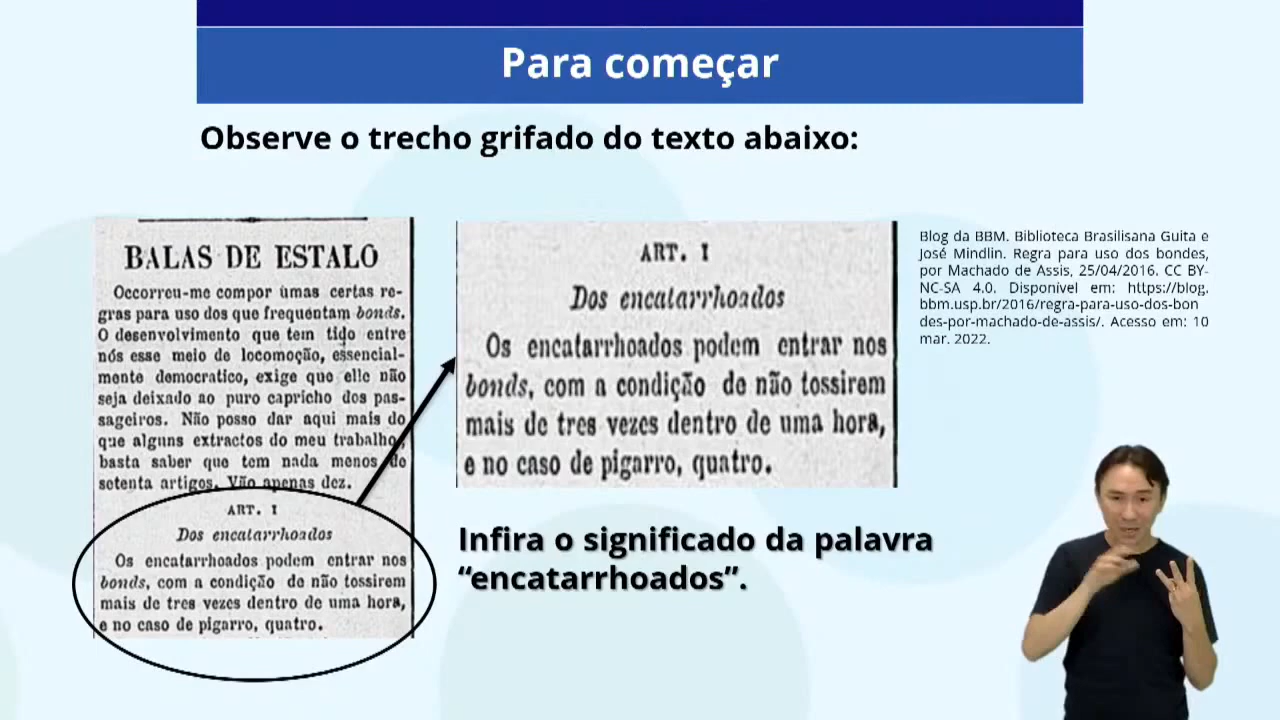 Para começar
Observe o trecho grifado do texto abaixo:
BALAS DE ESTALO
Occorreu-me compor umas certas re-
gras para uso dos que frequentam bonds.
O desenvolvimento que tem tido entre
nós esse meio de locomoção, essencial-
mente democratico, exige que elle não
seja deixado ao puro capricho dos pas-
sageiros. Não posso dar aqui mais do
que alguns extractos do meu trabalho,
basta saber que tem nada menos de
setenta artigos. Vão apenas dez.
ART. I
Dos encatarrhoados
Os encatarrhoados podem entrar nos
bonds, com a condição de não tossirem
mais de tres vezes dentro de uma hora,
e no caso de pigarro, quatro.
ART. I
Dos encatarrhoados
Os encatarrhoados podem entrar nos
bonds, com a condição de não tossirem
mais de tres vezes dentro de uma hora,
e no caso de pigarro, quatro.
Blog da BBM. Biblioteca Brasilisana Guita e
José Mindlin. Regra para uso dos bondes,
por Machado de Assis, 25/04/2016. CC BY-
NC-SA 4.0. Disponível em: https://blog.
bbm.usp.br/2016/regra-para-uso-dos-bon
des-por-machado-de-assis/. Acesso em: 10
mar. 2022.
Infira o significado da palavra
“encatarrhoados”.